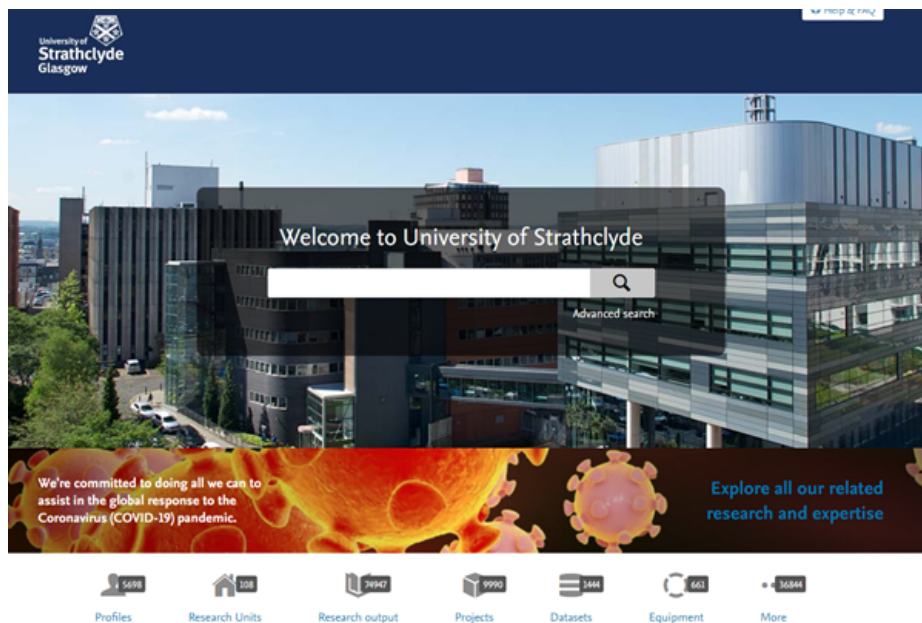 Help & FAQ
University of
Strathclyde
Glasgow
Welcome to University of Strathclyde
Advanced search
We're committed to doing all we can to
assist in the global response to the
Coronavirus (COVID-19) pandemic.
Explore all our related
research and expertise
5698
108
74947
9990
1444
661
36844
Profiles
Research Units
Research output
Projects
Datasets
Equipment
More